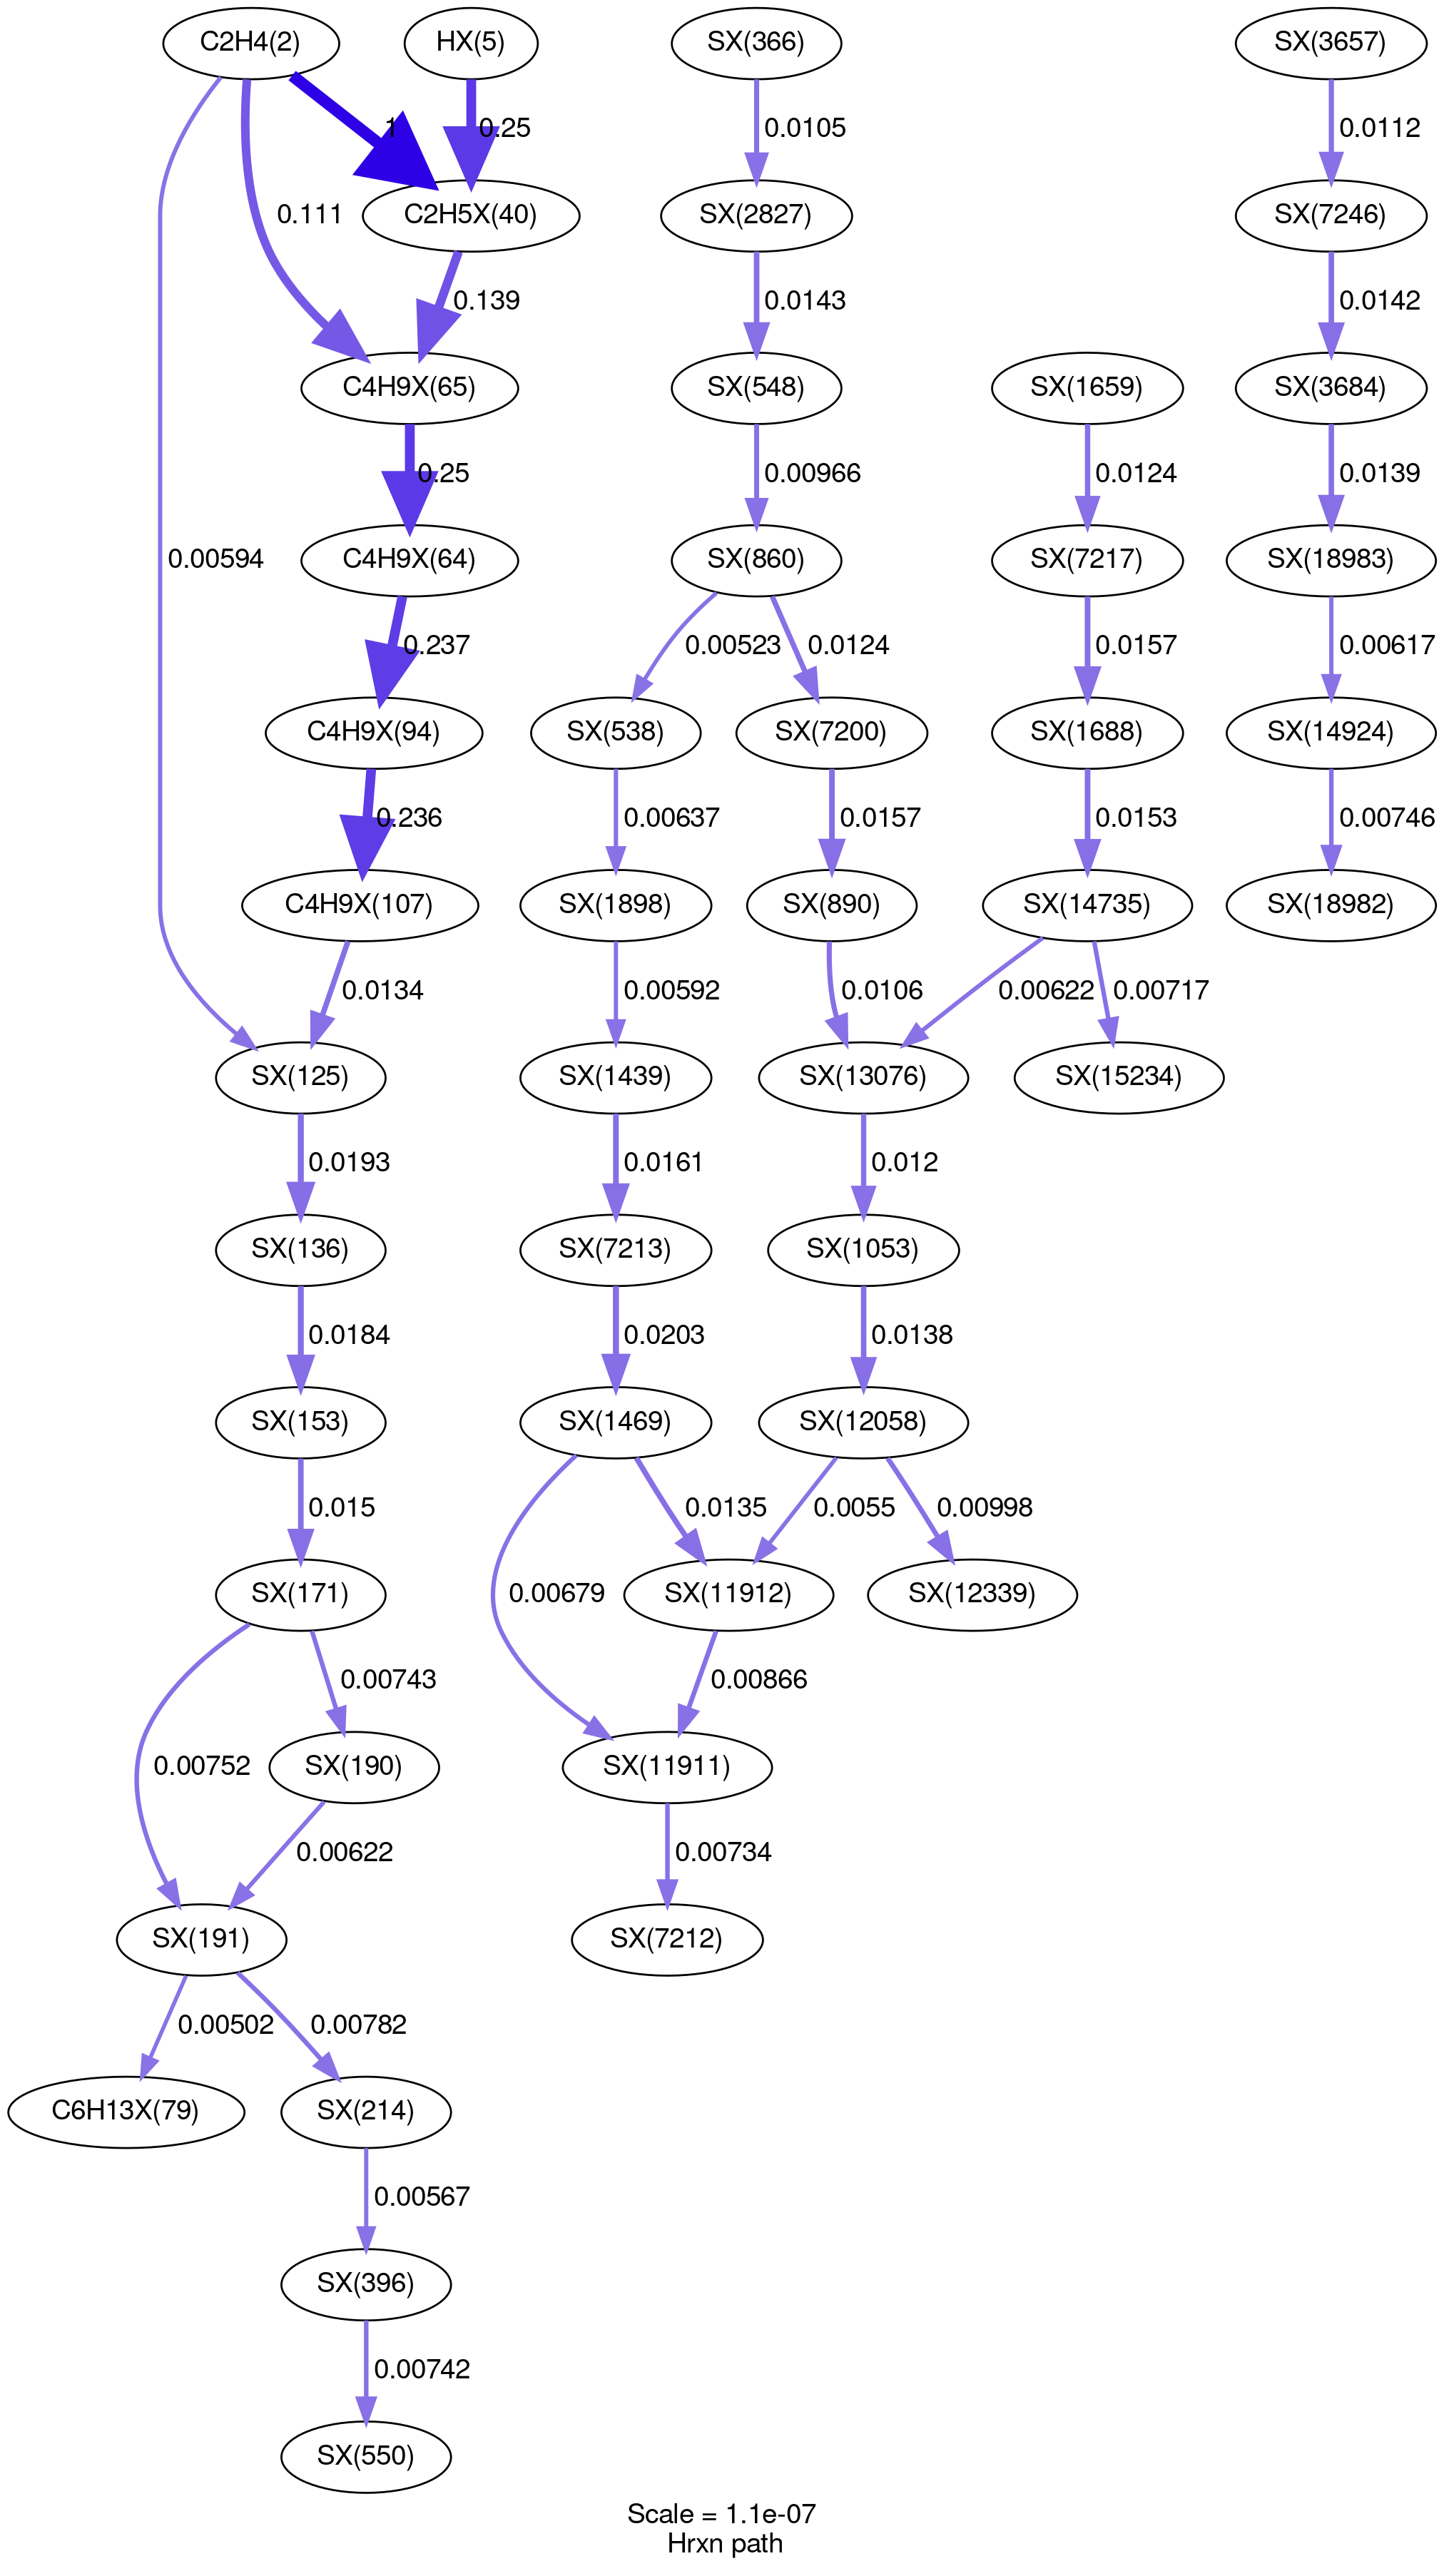 C2H4(2) HX(5) SX(366) SX(3657)
1 0.25 0.0105 0.0112
C2H5X(40) SX(2827) SX(7246)
0.111 0.139 0.0143 0.0142
C4H9X(65) SX(548) SX(1659) SX(3684)
0.25 0.00966 0.0124 0.0139
0.00594 C4H9X(64) SX(860) SX(7217) SX(18983)
0.237 0.00523 0.0124 0.0157 0.00617
C4H9X(94) SX(538) SX(7200) SX(1688) SX(14924)
0.236 0.00637 0.0157 0.0153 0.00746
C4H9X(107) SX(1898) SX(890) SX(14735) SX(18982)
0.0134 0.00592 0.0106 0.00622 0.00717
SX(125) SX(1439) SX(13076) SX(15234)
0.0193 0.0161 0.012
SX(136) SX(7213) SX(1053)
0.0184 0.0203 0.0138
SX(153) SX(1469) SX(12058)
0.015 0.0135 0.0055 0.00998
SX(171) 0.00679 SX(11912) SX(12339)
0.00743 0.00866
0.00752 SX(190) SX(11911)
0.00622 0.00734
SX(191) SX(7212)
0.00502 0.00782
C6H13X(79) SX(214)
0.00567
SX(396)
0.00742
SX(550)
Scale = 1.1e-07
Hrxn path